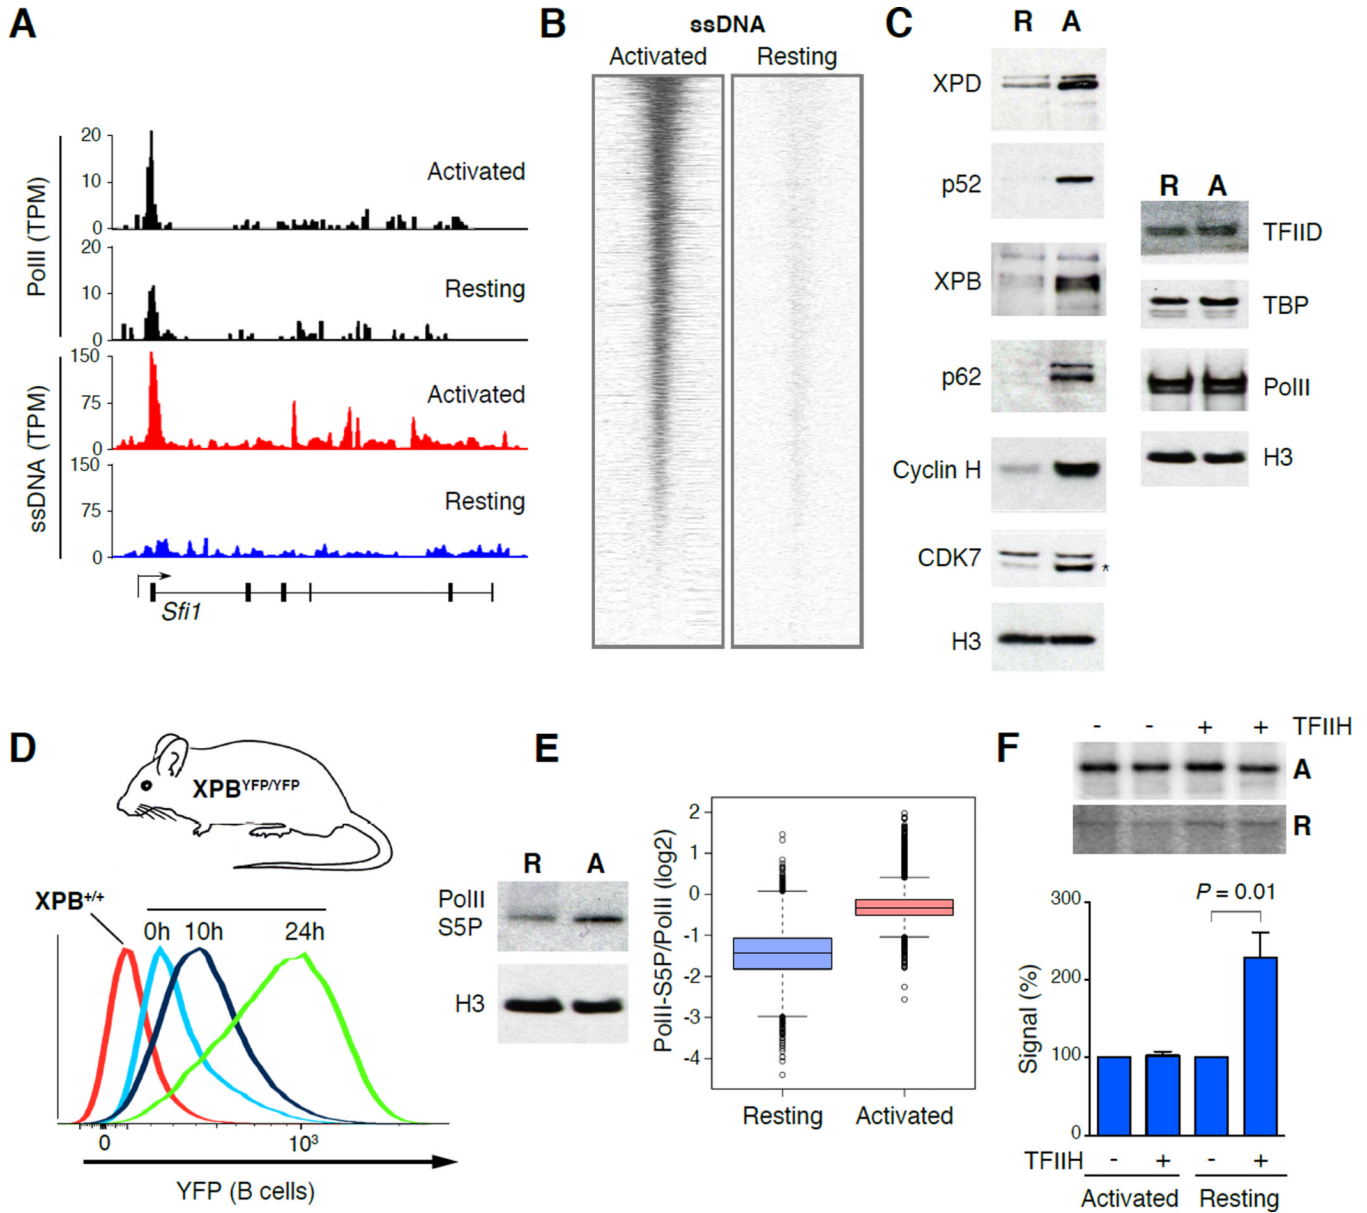 A
PolII (TPM)
20
10
0
Activated
20
10
0
Resting
ssDNA (TPM)
150
75
0
Activated
150
75
0
Resting
Sfi1
B
ssDNA
Activated Resting
C
R A
XPD
p52
XPB
p62
Cyclin H
CDK7
*
H3
R A
TFIID
TBP
PolII
H3
D
XPBYFP/YFP
XPB+/+
0h 10h 24h
0 10³
YFP (B cells)
E
R A
PolII
S5P
H3
PolII-S5P/PolII (log2)
2
1
0
-1
-2
-3
-4
Resting Activated
F
- - + + TFIIH
A
R
Signal (%)
300
200
100
0
P = 0.01
TFIIH - + - +
Activated Resting